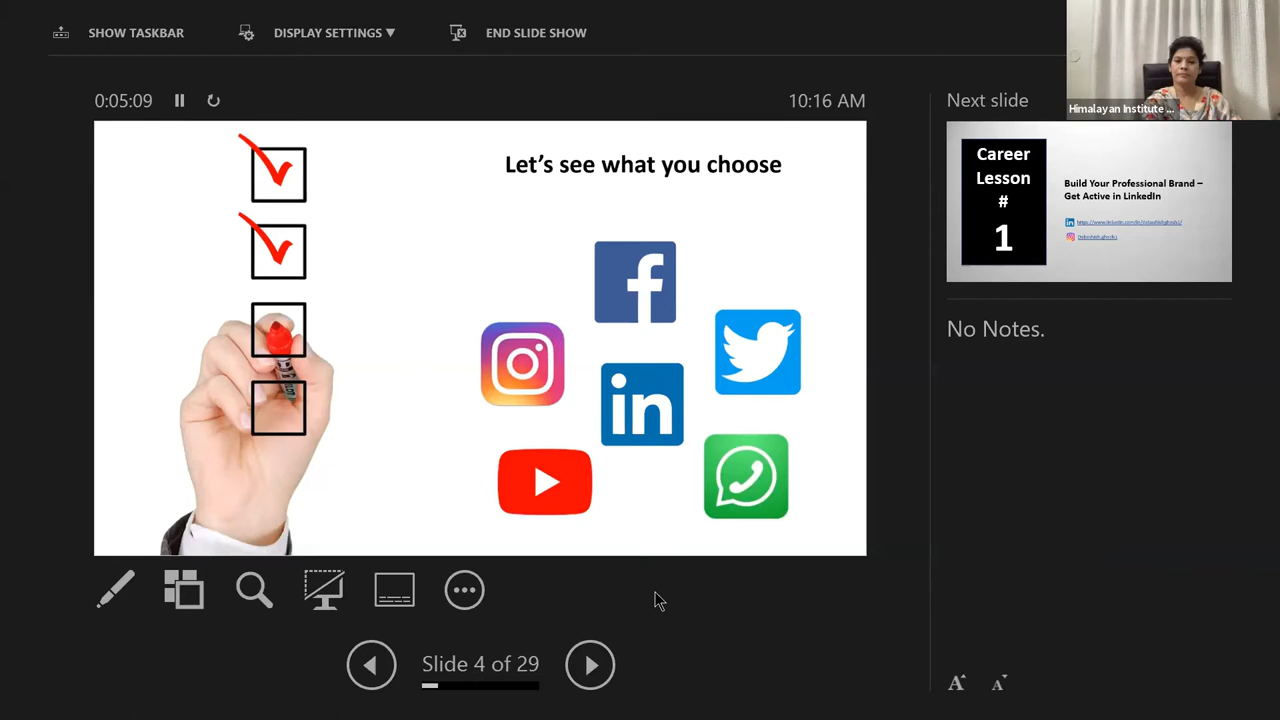 SHOW TASKBAR
DISPLAY SETTINGS ▼
END SLIDE SHOW
Himalayan Institute ...
0:05:09
10:16 AM
Next slide
Let's see what you choose
f
in
Career
Lesson
#
1
Build Your Professional Brand –
Get Active in LinkedIn
in
No Notes.
Slide 4 of 29
A
A